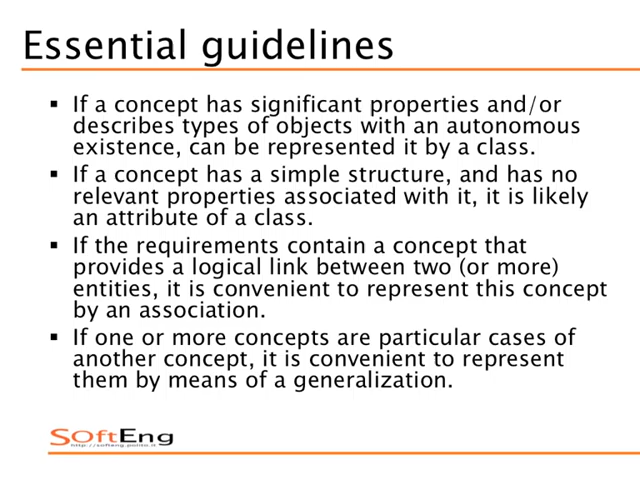 Essential guidelines
▪ If a concept has significant properties and/or
describes types of objects with an autonomous
existence, can be represented it by a class.
▪ If a concept has a simple structure, and has no
relevant properties associated with it, it is likely
an attribute of a class.
▪ If the requirements contain a concept that
provides a logical link between two (or more)
entities, it is convenient to represent this concept
by an association.
▪ If one or more concepts are particular cases of
another concept, it is convenient to represent
them by means of a generalization.
SOftEng
http://softeng.polito.it